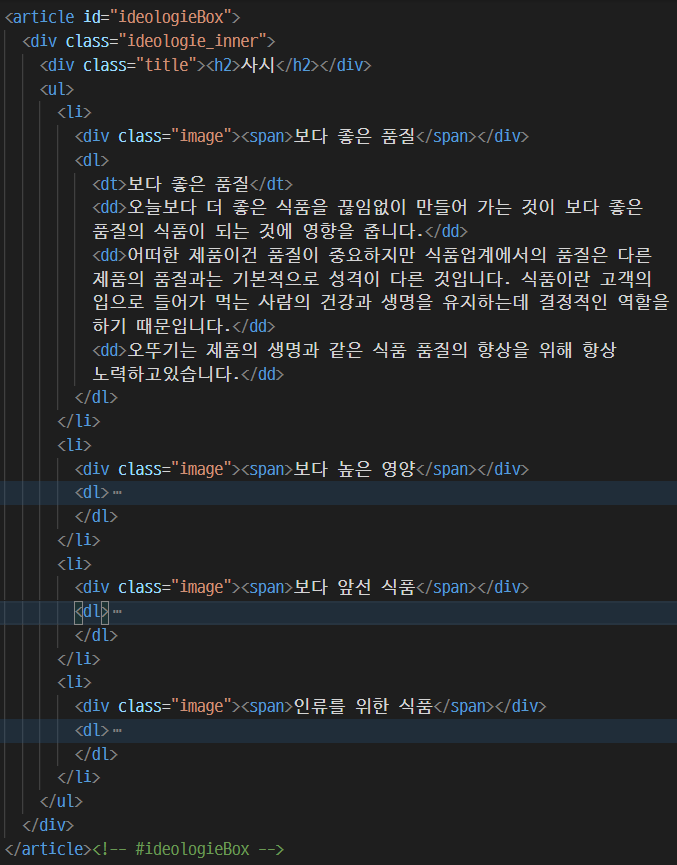 <article id="ideologieBox">
<div class="ideologie_inner">
<div class="title"><h2>사시</h2></div>
<ul>
<li>
<div class="image"><span>보다 좋은 품질</span></div>
<dl>
<dt>보다 좋은 품질</dt>
<dd>오늘보다 더 좋은 식품을 끊임없이 만들어 가는 것이 보다 좋은
품질의 식품이 되는 것에 영향을 줍니다.</dd>
<dd>어떠한 제품이건 품질이 중요하지만 식품업계에서의 품질은 다른
제품의 품질과는 기본적으로 성격이 다른 것입니다. 식품이란 고객의
입으로 들어가 먹는 사람의 건강과 생명을 유지하는데 결정적인 역할을
하기 때문입니다.</dd>
<dd>오뚜기는 제품의 생명과 같은 식품 품질의 향상을 위해 항상
노력하고있습니다.</dd>
</dl>
</li>
<li>
<div class="image"><span>보다 높은 영양</span></div>
<dl>⋯
</dl>
</li>
<li>
<div class="image"><span>보다 앞선 식품</span></div>
<dl>⋯
</dl>
</li>
<li>
<div class="image"><span>인류를 위한 식품</span></div>
<dl>⋯
</dl>
</li>
</ul>
</div>
</article><!-- #ideologieBox -->